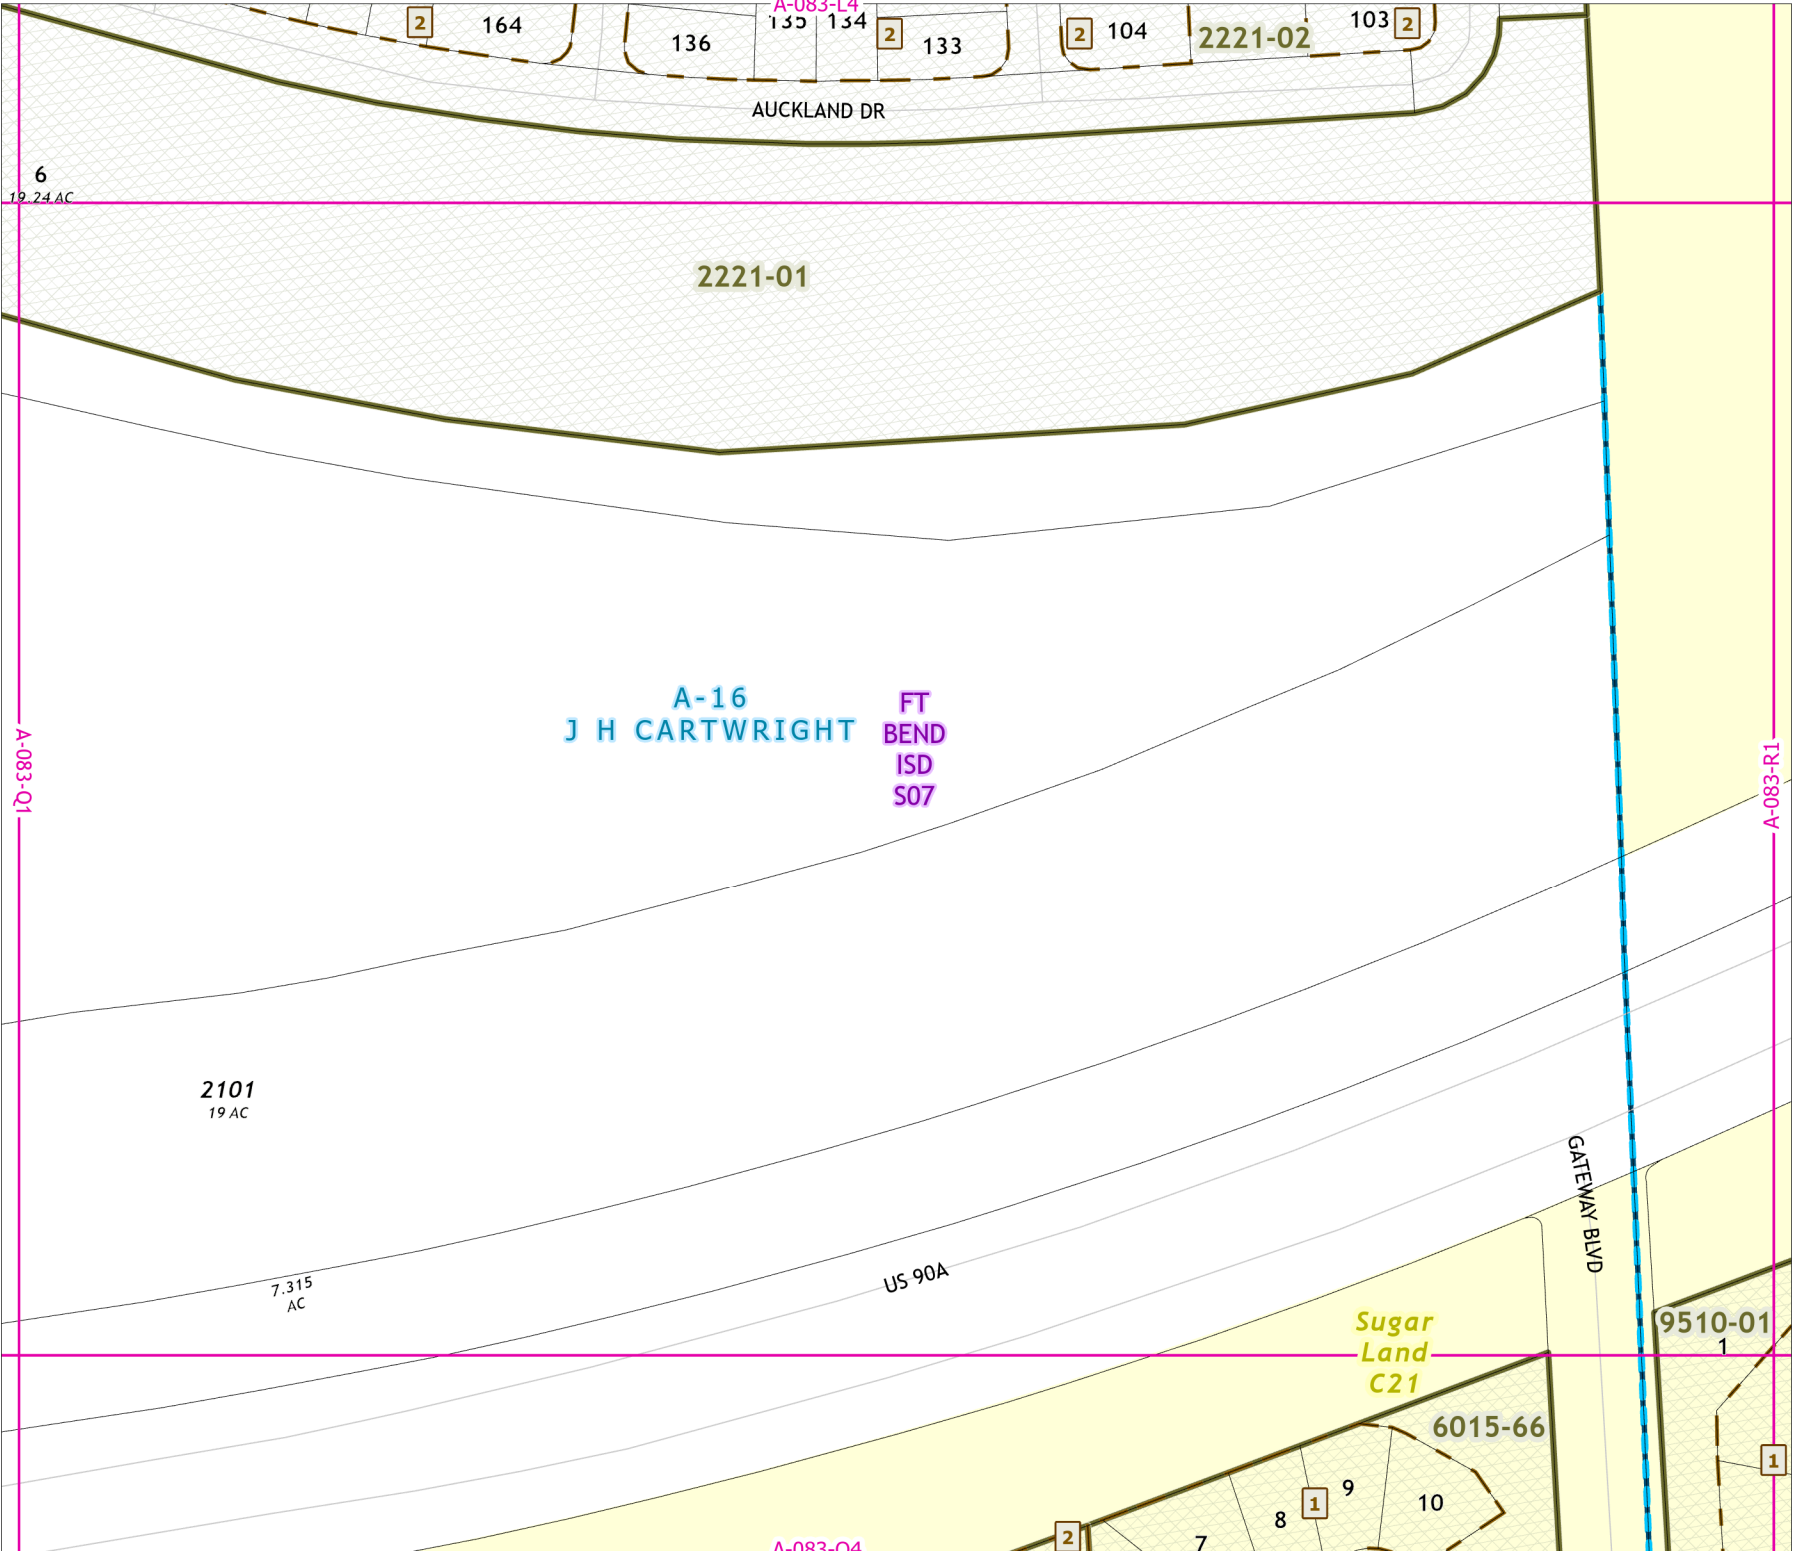 A-083-L4
2
164
136
135
134
2
133
2
104
2221-02
103
2
AUCKLAND DR
6
19.24 AC
2221-01
A-16
J H CARTWRIGHT
FT
BEND
ISD
S07
A-083-Q1
A-083-R1
2101
19 AC
7.315
AC
US 90A
GATEWAY BLVD
Sugar
Land
C21
9510-01
1
6015-66
1
9
10
1
8
7
2
A-083-Q4